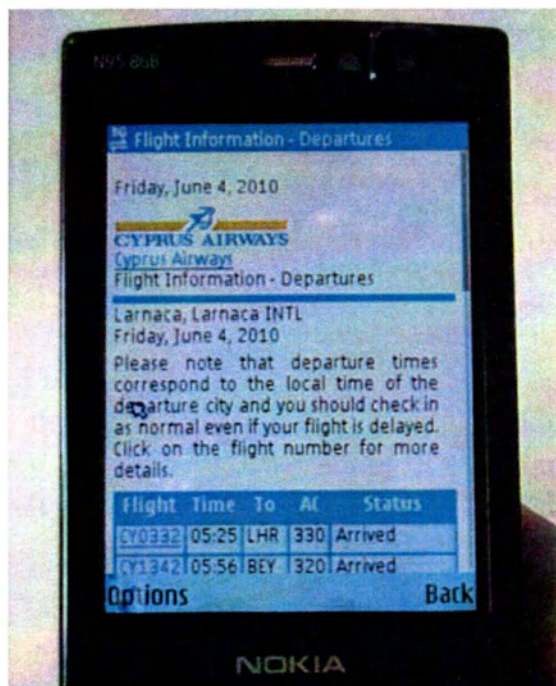 N95 8GB
3G Flight Information - Departures
Friday, June 4, 2010
CYPRUS AIRWAYS
Cyprus Airways
Flight Information - Departures
Larnaca, Larnaca INTL
Friday, June 4, 2010
Please note that departure times
correspond to the local time of the
departure city and you should check in
as normal even if your flight is delayed.
Click on the flight number for more
details.
Flight Time To AC Status
CY0332 05:25 LHR 330 Arrived
CY1342 05:56 BEY 320 Arrived
Options Back
NOKIA